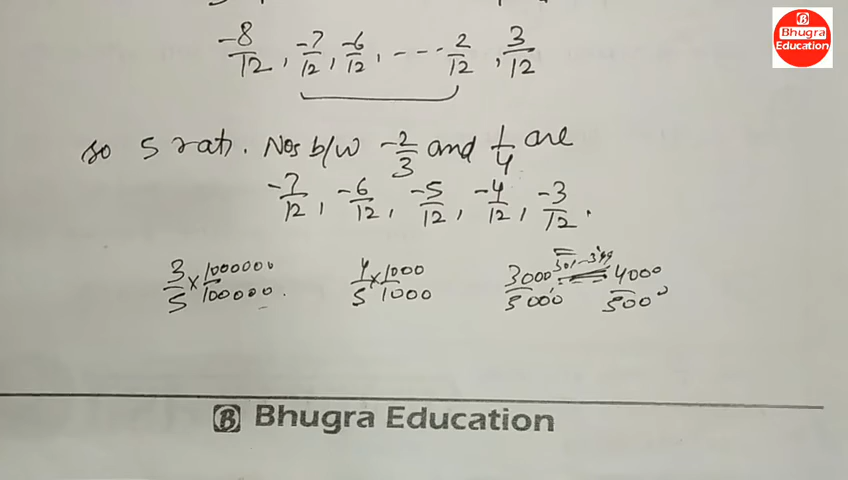 Bhugra
Education
-8/12, -7/12, -6/12, ---- 2/12, 3/12
so 5 ratn. Nos b/w -2/3 and 1/4 are
-7/12, -6/12, -5/12, -4/12, -3/12.
3/5 × 1000000/100000. 4/5 × 1000/1000 3000/5000 4000/5000
Bhugra Education